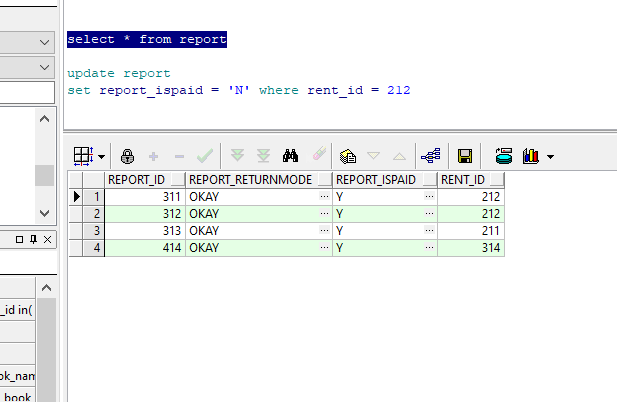 select * from report
update report
set report_ispaid = 'N' where rent_id = 212
REPORT_ID REPORT_RETURNMODE REPORT_ISPAID RENT_ID
1 311 OKAY ... Y ... 212
2 312 OKAY ... Y ... 212
3 313 OKAY ... Y ... 211
4 414 OKAY ... Y ... 314
_id in(
ok_nam
book